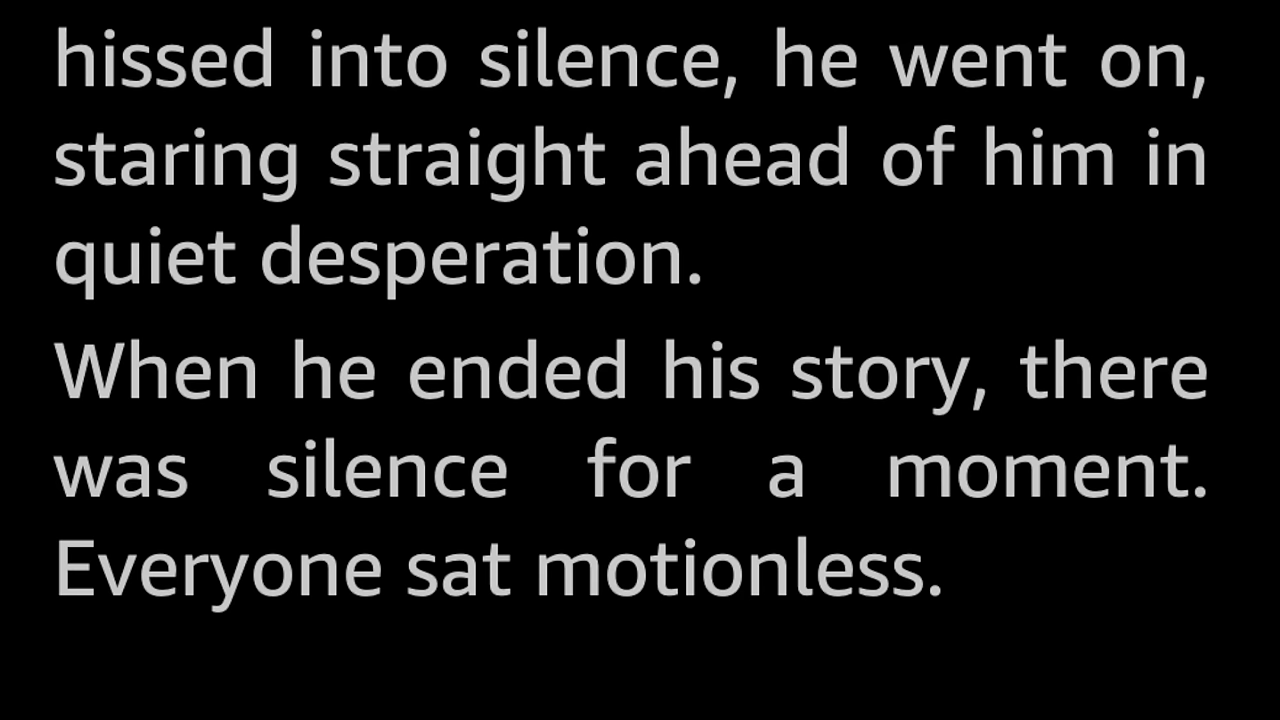 hissed into silence, he went on,
staring straight ahead of him in
quiet desperation.
When he ended his story, there
was silence for a moment.
Everyone sat motionless.